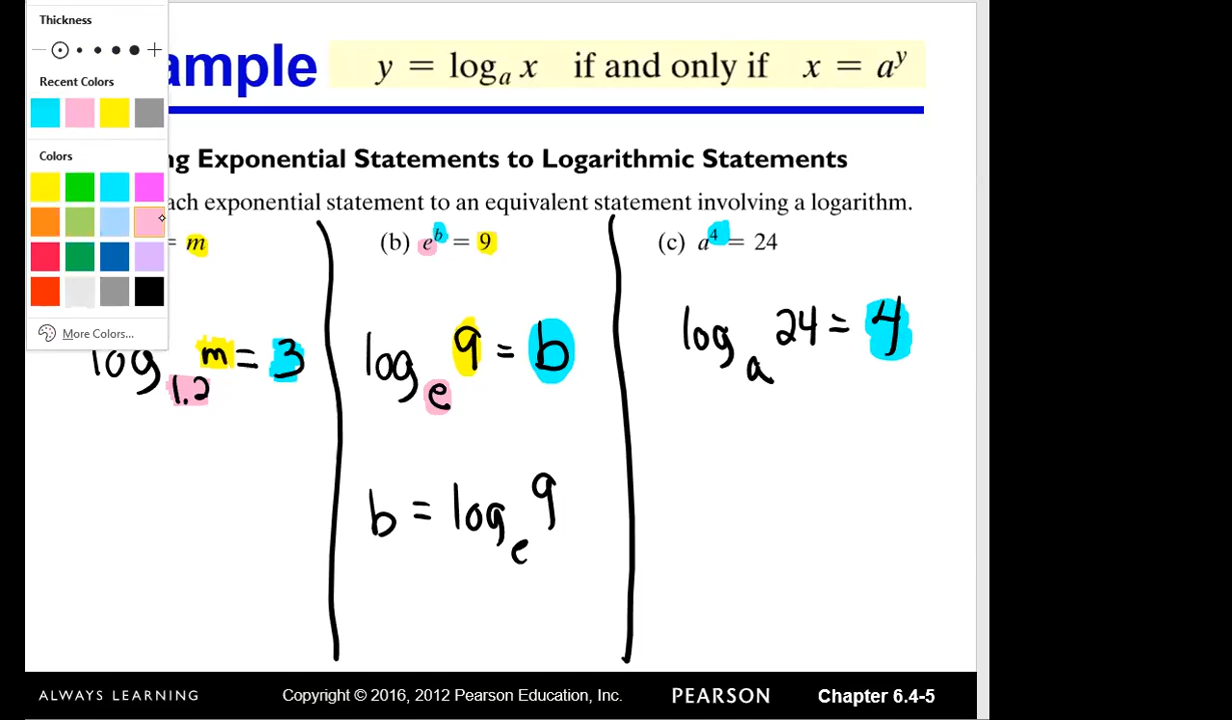 Thickness
ample y = logₐ x if and only if x = aʸ
Recent Colors
Colors
ng Exponential Statements to Logarithmic Statements
ach exponential statement to an equivalent statement involving a logarithm.
= m (b) eᵇ = 9 (c) a⁴ = 24
More Colors...
log₁.₂ m = 3 logₑ 9 = b logₐ 24 = 4
b = logₑ 9
ALWAYS LEARNING Copyright © 2016, 2012 Pearson Education, Inc. PEARSON Chapter 6.4-5